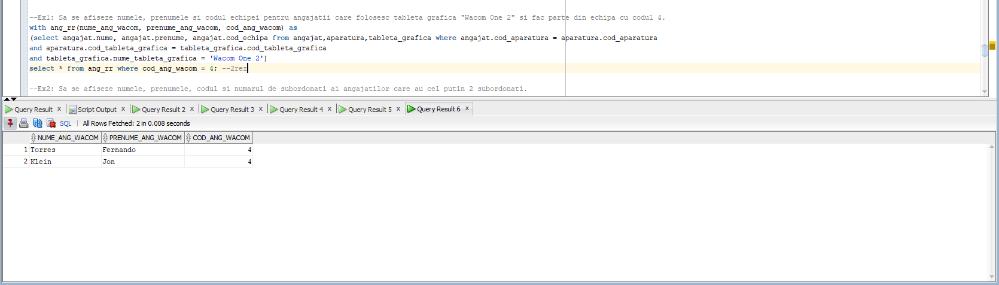 --Ex1: Sa se afiseze numele, prenumele si codul echipei pentru angajatii care folosesc tableta grafica "Wacom One 2" si fac parte din echipa cu codul 4.
with ang_rr(nume_ang_wacom, prenume_ang_wacom, cod_ang_wacom) as
(select angajat.nume, angajat.prenume, angajat.cod_echipa from angajat,aparatura,tableta_grafica where angajat.cod_aparatura = aparatura.cod_aparatura
and aparatura.cod_tableta_grafica = tableta_grafica.cod_tableta_grafica
and tableta_grafica.nume_tableta_grafica = 'Wacom One 2')
select * from ang_rr where cod_ang_wacom = 4; --2rez
--Ex2: Sa se afiseze numele, prenumele, codul si numarul de subordonati ai angajatilor care au cel putin 2 subordonati.
Query Result x Script Output x Query Result 2 x Query Result 3 x Query Result 4 x Query Result 5 x Query Result 6 x
SQL | All Rows Fetched: 2 in 0.008 seconds
NUME_ANG_WACOM PRENUME_ANG_WACOM COD_ANG_WACOM
1 Torres Fernando 4
2 Klein Jon 4